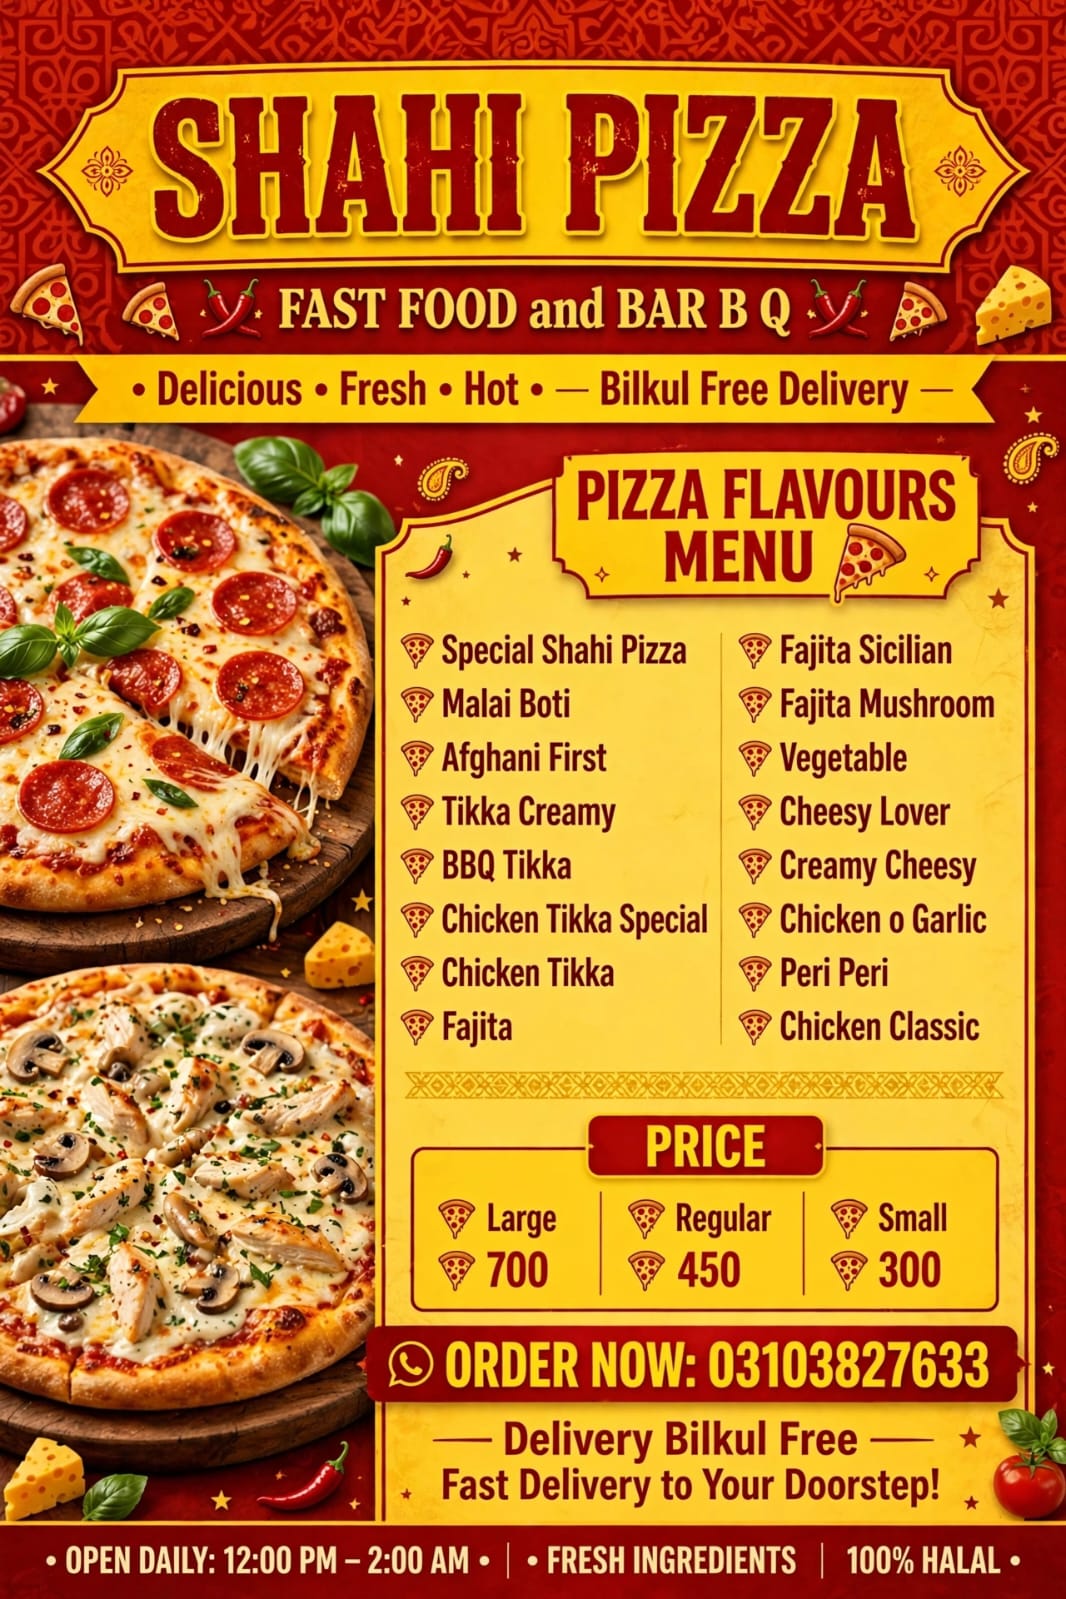 SHAHI PIZZA
FAST FOOD and BAR B Q
• Delicious • Fresh • Hot • — Bilkul Free Delivery —
PIZZA FLAVOURS
MENU
Special Shahi Pizza
Malai Boti
Afghani First
Tikka Creamy
BBQ Tikka
Chicken Tikka Special
Chicken Tikka
Fajita
Fajita Sicilian
Fajita Mushroom
Vegetable
Cheesy Lover
Creamy Cheesy
Chicken o Garlic
Peri Peri
Chicken Classic
PRICE
Large
700
Regular
450
Small
300
ORDER NOW: 03103827633
— Delivery Bilkul Free —
Fast Delivery to Your Doorstep!
• OPEN DAILY: 12:00 PM – 2:00 AM • | • FRESH INGREDIENTS | 100% HALAL •